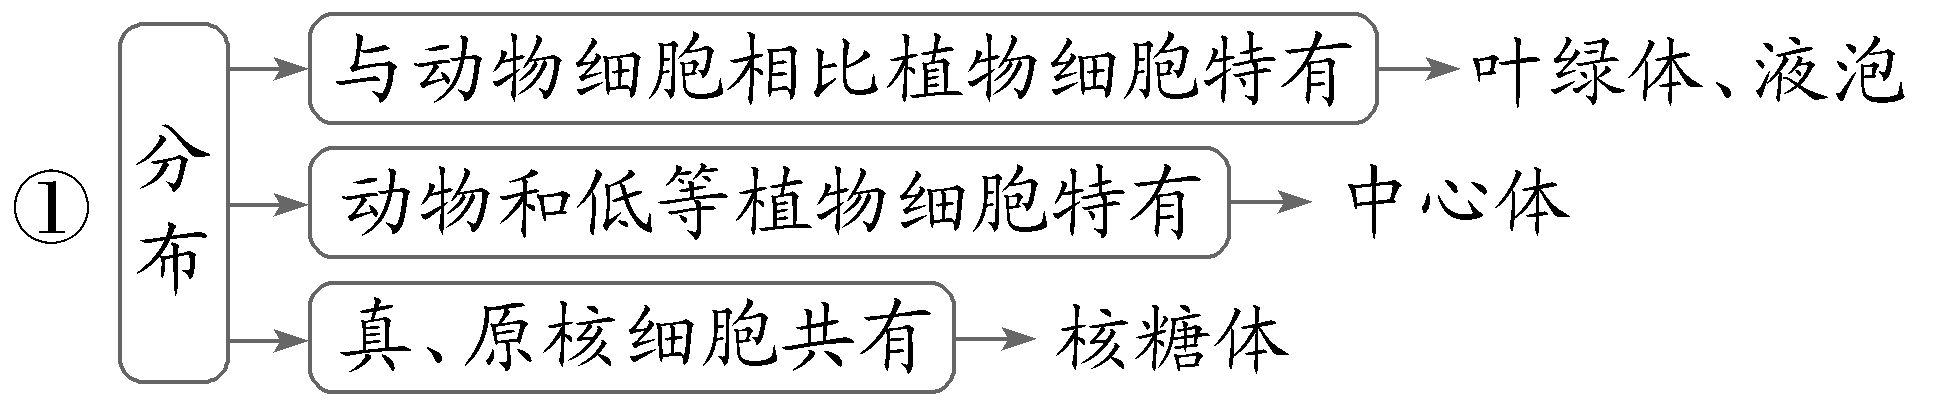 ①
分布
与动物细胞相比植物细胞特有
叶绿体、液泡
动物和低等植物细胞特有
中心体
真、原核细胞共有
核糖体